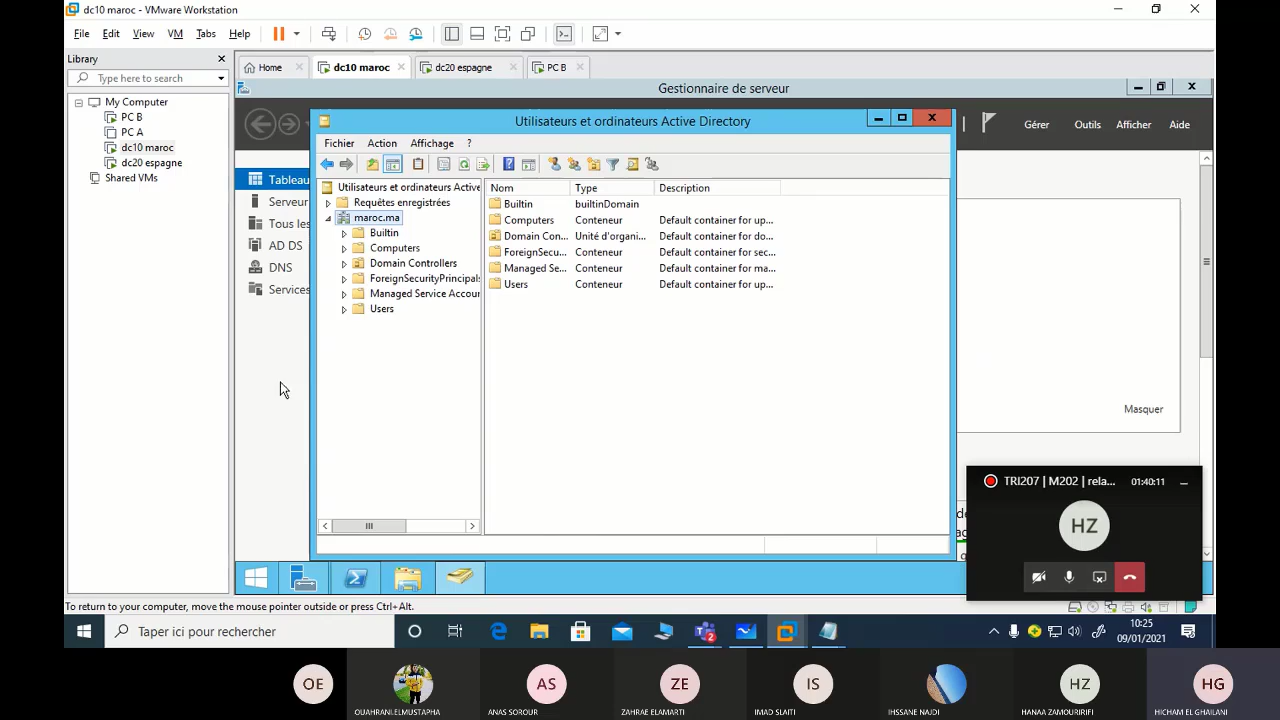 dc10 maroc - VMware Workstation
File Edit View VM Tabs Help
Library
Type here to search
My Computer
PC B
PC A
dc10 maroc
dc20 espagne
Shared VMs
Home
dc10 maroc
dc20 espagne
PC B
Gestionnaire de serveur
Gérer Outils Afficher Aide
Tableau
Serveur
Tous les
AD DS
DNS
Services
Utilisateurs et ordinateurs Active Directory
Fichier Action Affichage ?
Utilisateurs et ordinateurs Active
Requêtes enregistrées
maroc.ma
Builtin
Computers
Domain Controllers
ForeignSecurityPrincipals
Managed Service Accour
Users
Nom Type Description
Builtin builtinDomain
Computers Conteneur Default container for up...
Domain Con... Unité d'organi... Default container for do...
ForeignSecu... Conteneur Default container for sec...
Managed Se... Conteneur Default container for ma...
Users Conteneur Default container for up...
Masquer
TRI207 | M202 | rela... 01:40:11
HZ
To return to your computer, move the mouse pointer outside or press Ctrl+Alt.
Taper ici pour rechercher
10:25
09/01/2021
OE
OUAHRANI.ELMUSTAPHA
AS
ANAS SOROUR
ZE
ZAHRAE ELAMARTI
IS
IMAD SLAITI
IHSSANE NAJDI
HZ
HANAA ZAMOURIRIFI
HG
HICHAM EL GHAILANI